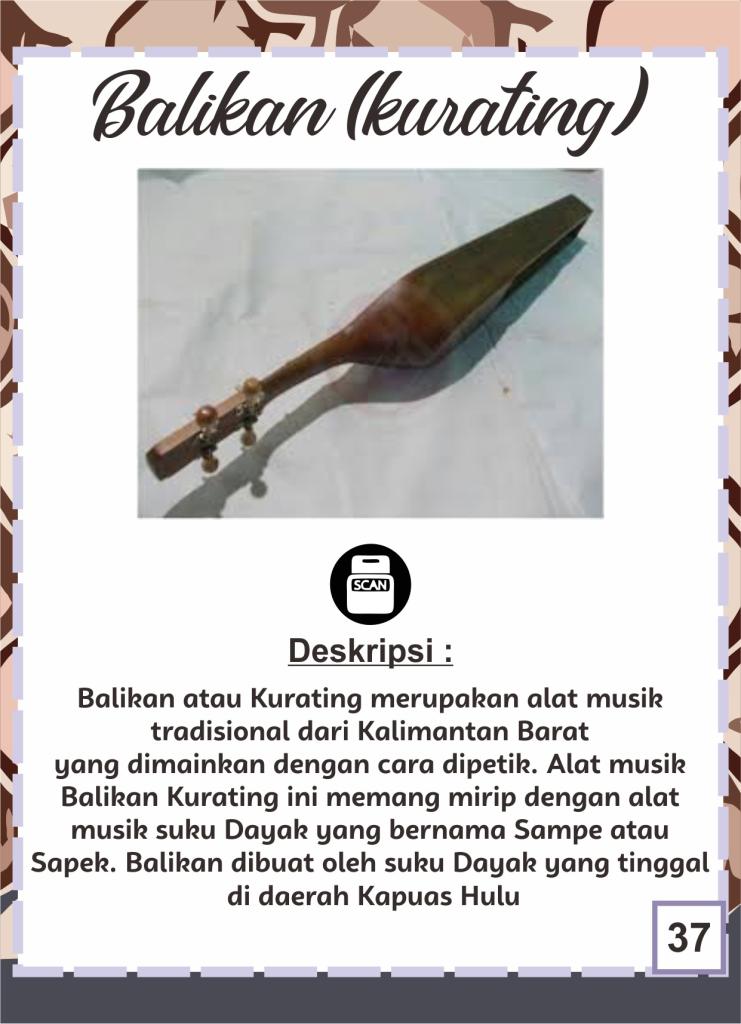 Balikan (kurating)
SCAN
Deskripsi :
Balikan atau Kurating merupakan alat musik
tradisional dari Kalimantan Barat
yang dimainkan dengan cara dipetik. Alat musik
Balikan Kurating ini memang mirip dengan alat
musik suku Dayak yang bernama Sampe atau
Sapek. Balikan dibuat oleh suku Dayak yang tinggal
di daerah Kapuas Hulu
37